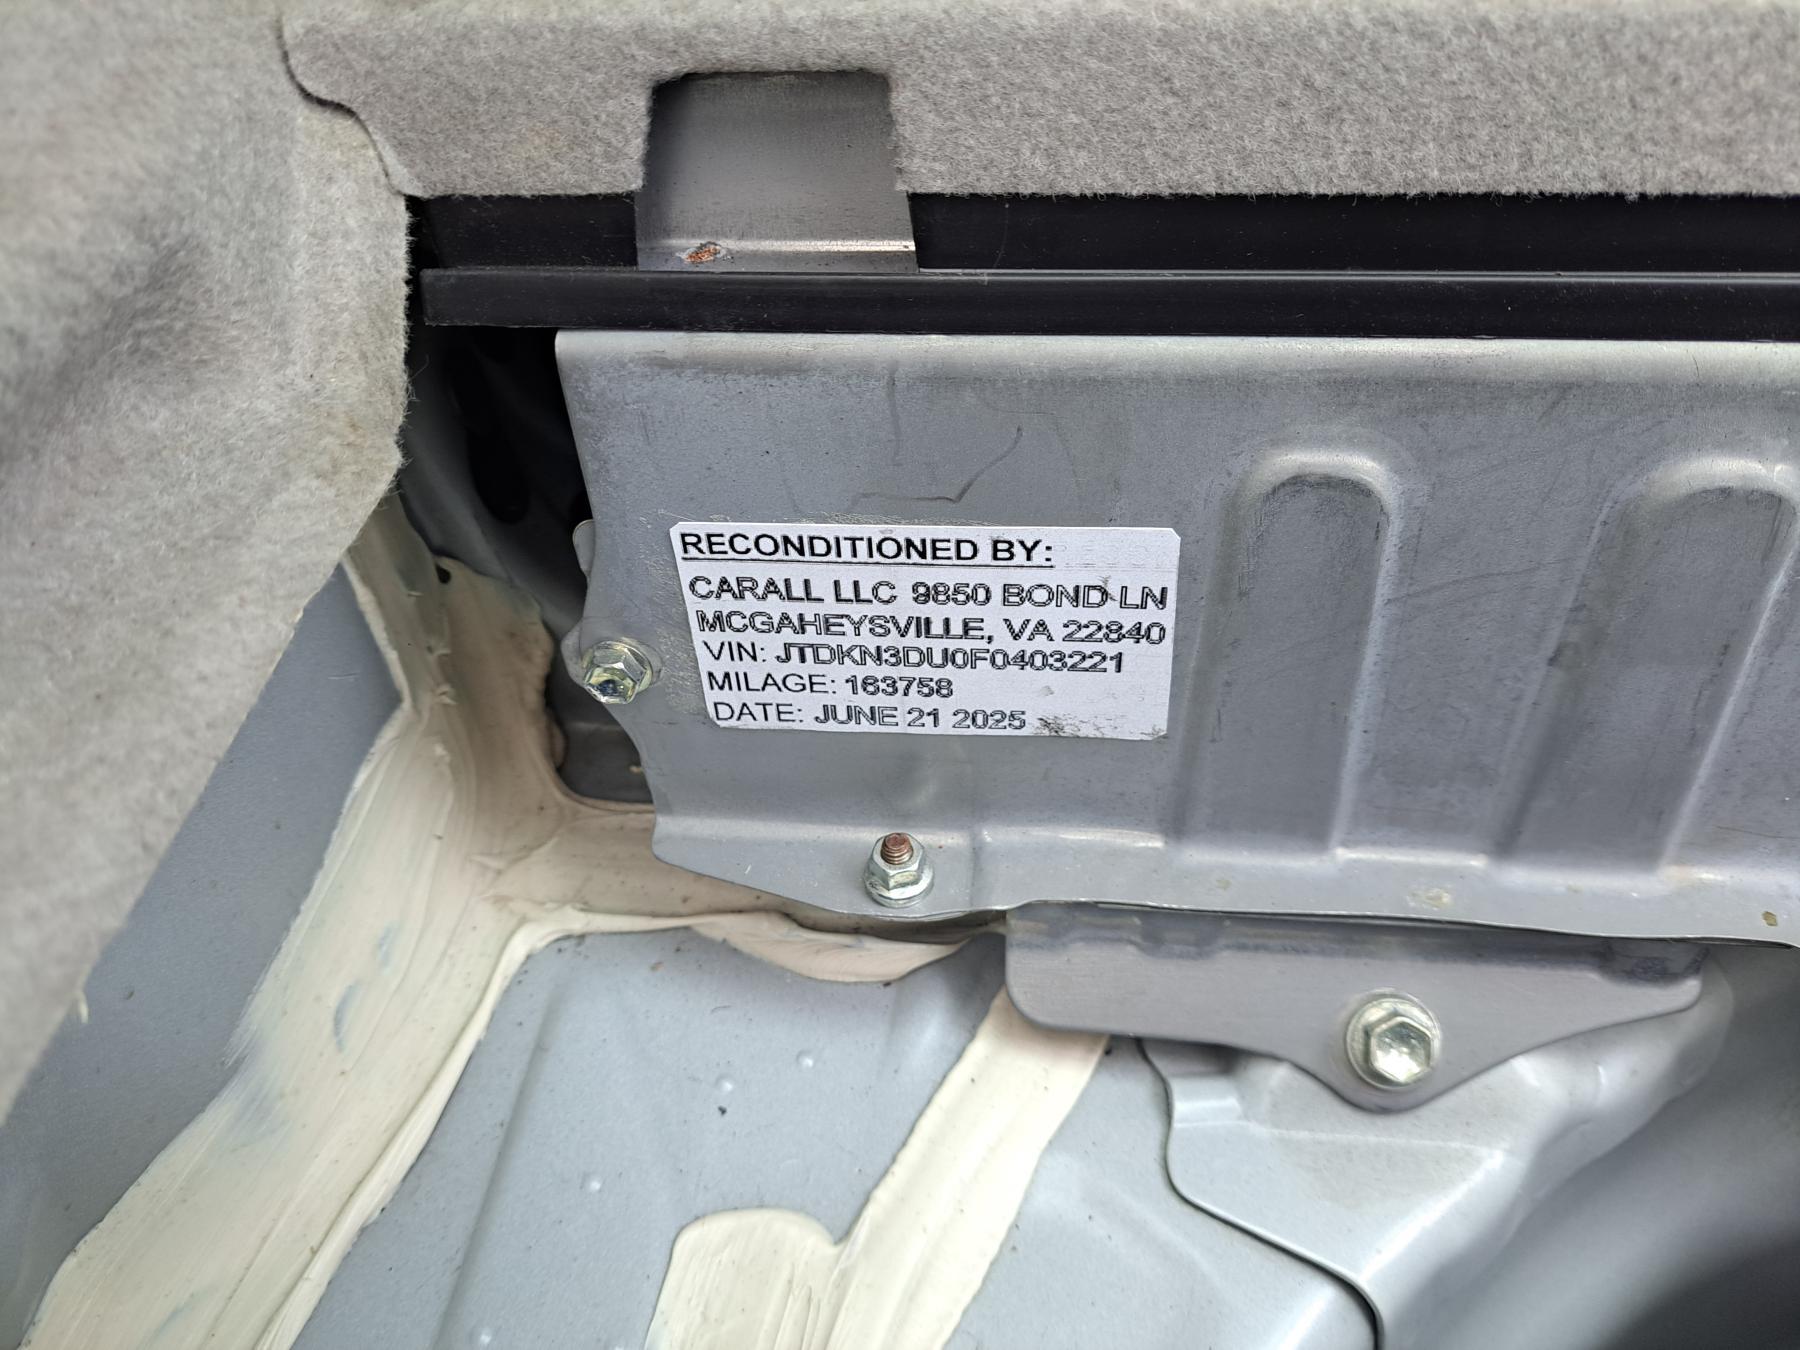 RECONDITIONED BY:
CARALL LLC 9850 BOND LN
MCGAHEYSVILLE, VA 22840
VIN: JTDKN3DU0F0403221
MILAGE: 163758
DATE: JUNE 21 2025